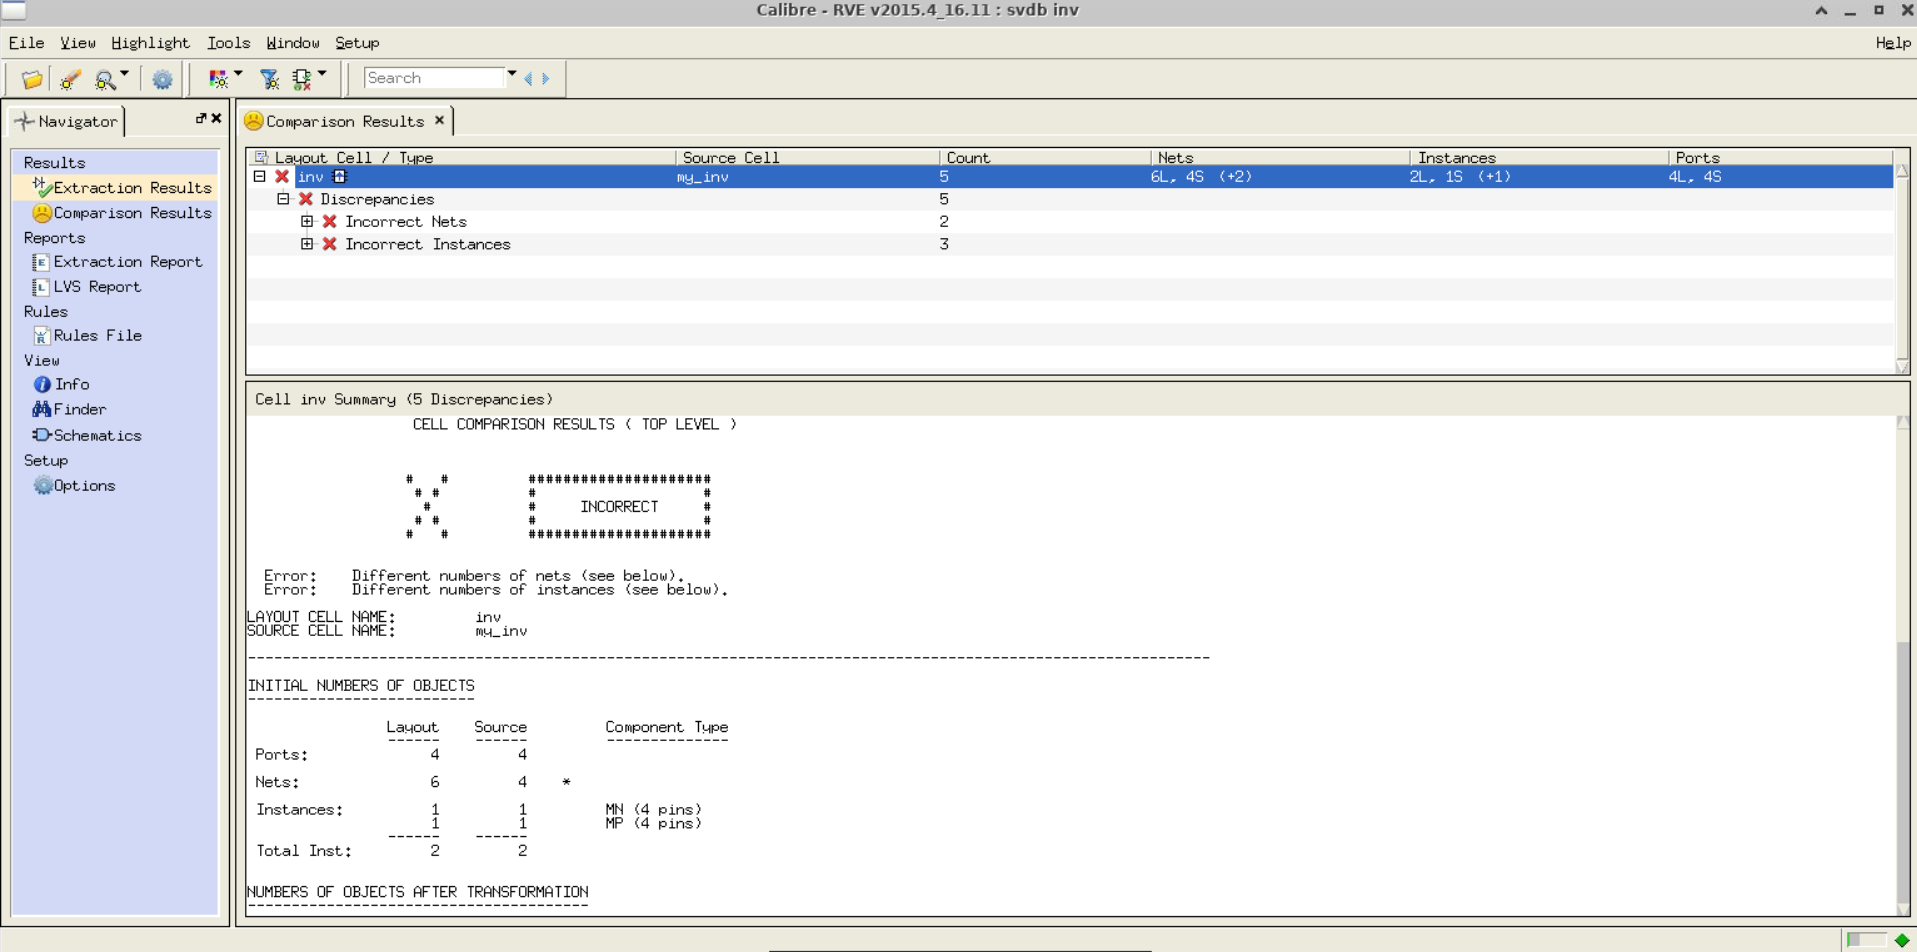 Calibre - RVE v2015.4_16.11 : svdb inv
File View Highlight Tools Window Setup Help
Search
Navigator
Comparison Results
Results
Extraction Results
Comparison Results
Reports
Extraction Report
LVS Report
Rules
Rules File
View
Info
Finder
Schematics
Setup
Options
Layout Cell / Type Source Cell Count Nets Instances Ports
inv my_inv 5 6L, 4S (+2) 2L, 1S (+1) 4L, 4S
Discrepancies 5
Incorrect Nets 2
Incorrect Instances 3
Cell inv Summary (5 Discrepancies)
CELL COMPARISON RESULTS ( TOP LEVEL )
# # #####################
# # # #
# # INCORRECT #
# # # #
# # #####################
Error: Different numbers of nets (see below).
Error: Different numbers of instances (see below).
LAYOUT CELL NAME: inv
SOURCE CELL NAME: my_inv
--------------------------------------------------------------------------------------------------------------
INITIAL NUMBERS OF OBJECTS
--------------------------
Layout Source Component Type
------ ------ --------------
Ports: 4 4
Nets: 6 4 *
Instances: 1 1 MN (4 pins)
1 1 MP (4 pins)
------ ------
Total Inst: 2 2
NUMBERS OF OBJECTS AFTER TRANSFORMATION
---------------------------------------